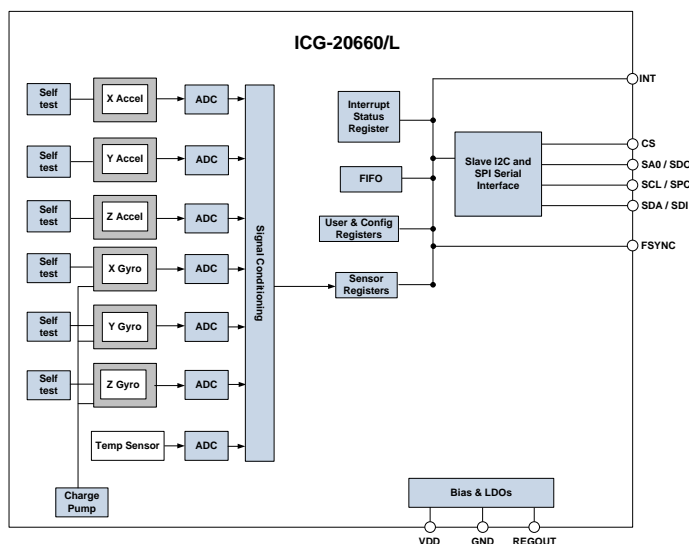 ICG-20660/L
Self
test
X Accel
ADC
Self
test
Y Accel
ADC
Self
test
Z Accel
ADC
Self
test
X Gyro
ADC
Self
test
Y Gyro
ADC
Self
test
Z Gyro
ADC
Temp Sensor
ADC
Charge
Pump
Signal Conditioning
Interrupt
Status
Register
FIFO
User & Config
Registers
Sensor
Registers
Slave I2C and
SPI Serial
Interface
INT
CS
SA0 / SDO
SCL / SPC
SDA / SDI
FSYNC
Bias & LDOs
VDD
GND
REGOUT